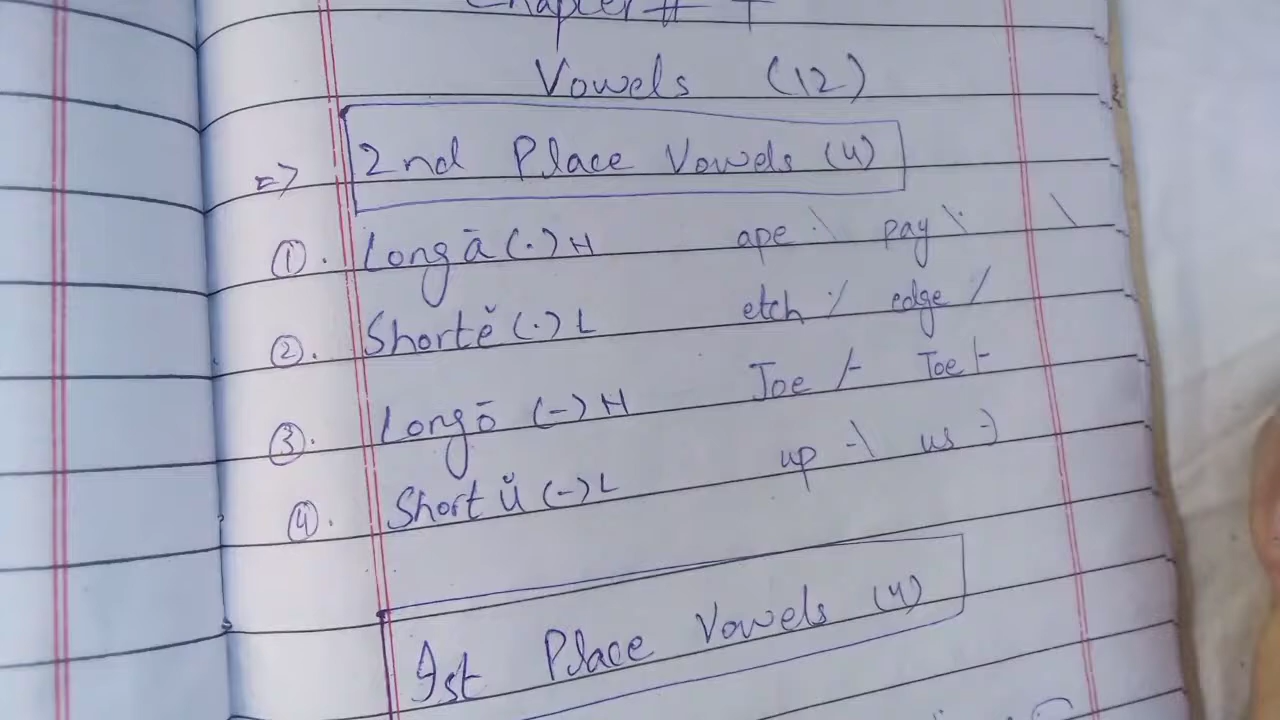 Chapter #
Vowels (12)
=> 2nd Place Vowels (4)
①. Long ā (.) H ape .\ pay \. \
②. Short ĕ (.) L etch ./ edge /
③. Long ō (-) H Joe /- Toe |-
④. Short ŭ (-) L up -\ us -)
1st Place Vowels (4)